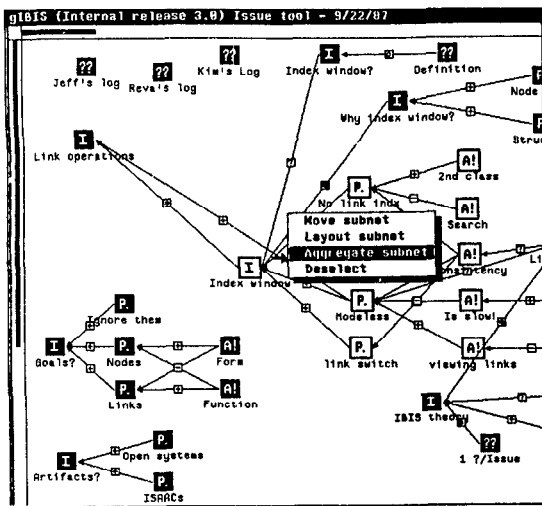 gIBIS (Internal release 3.0) Issue tool - 9/22/87
?? Jeff's log
?? Reva's log
?? Kim's Log
I Index window?
?? Definition
I Why index window?
Node
Struc
I Link operations
P. No link indx
A! 2nd class
A! Search
Move subnet
Layout subnet
Aggregate subnet
Deselect
I Index window
A! onsistency
Li
P. Modeless
A! Is slow!
P. link switch
A! viewing links
P. Ignore them
I Goals?
P. Nodes
A! Form
P. Links
A! Function
I IBIS theory
?? 1 ?/Issue
P. Open systems
I Artifacts?
P. ISAACs